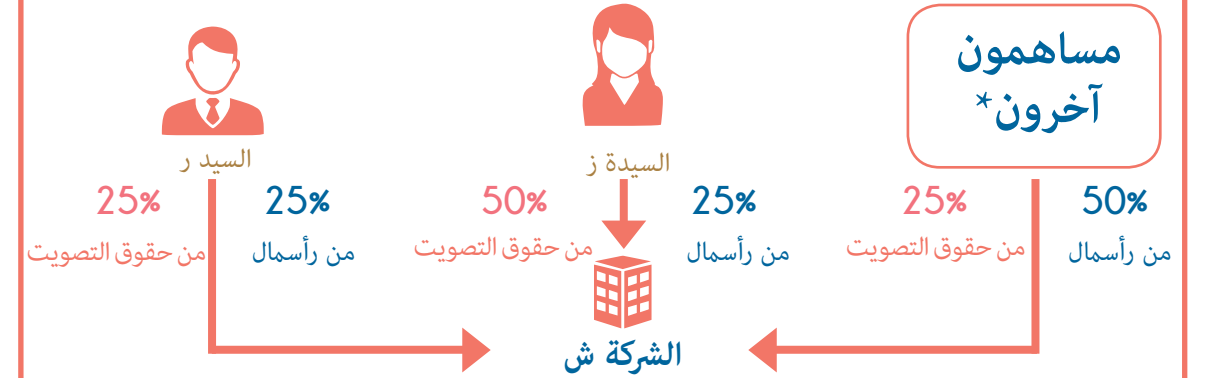 مساهمون
آخرون*
السيدة ز
السيد ر
50%
25%
25%
50%
25%
25%
من رأسمال
من حقوق التصويت
من رأسمال
من حقوق التصويت
من رأسمال
من حقوق التصويت
الشركة ش